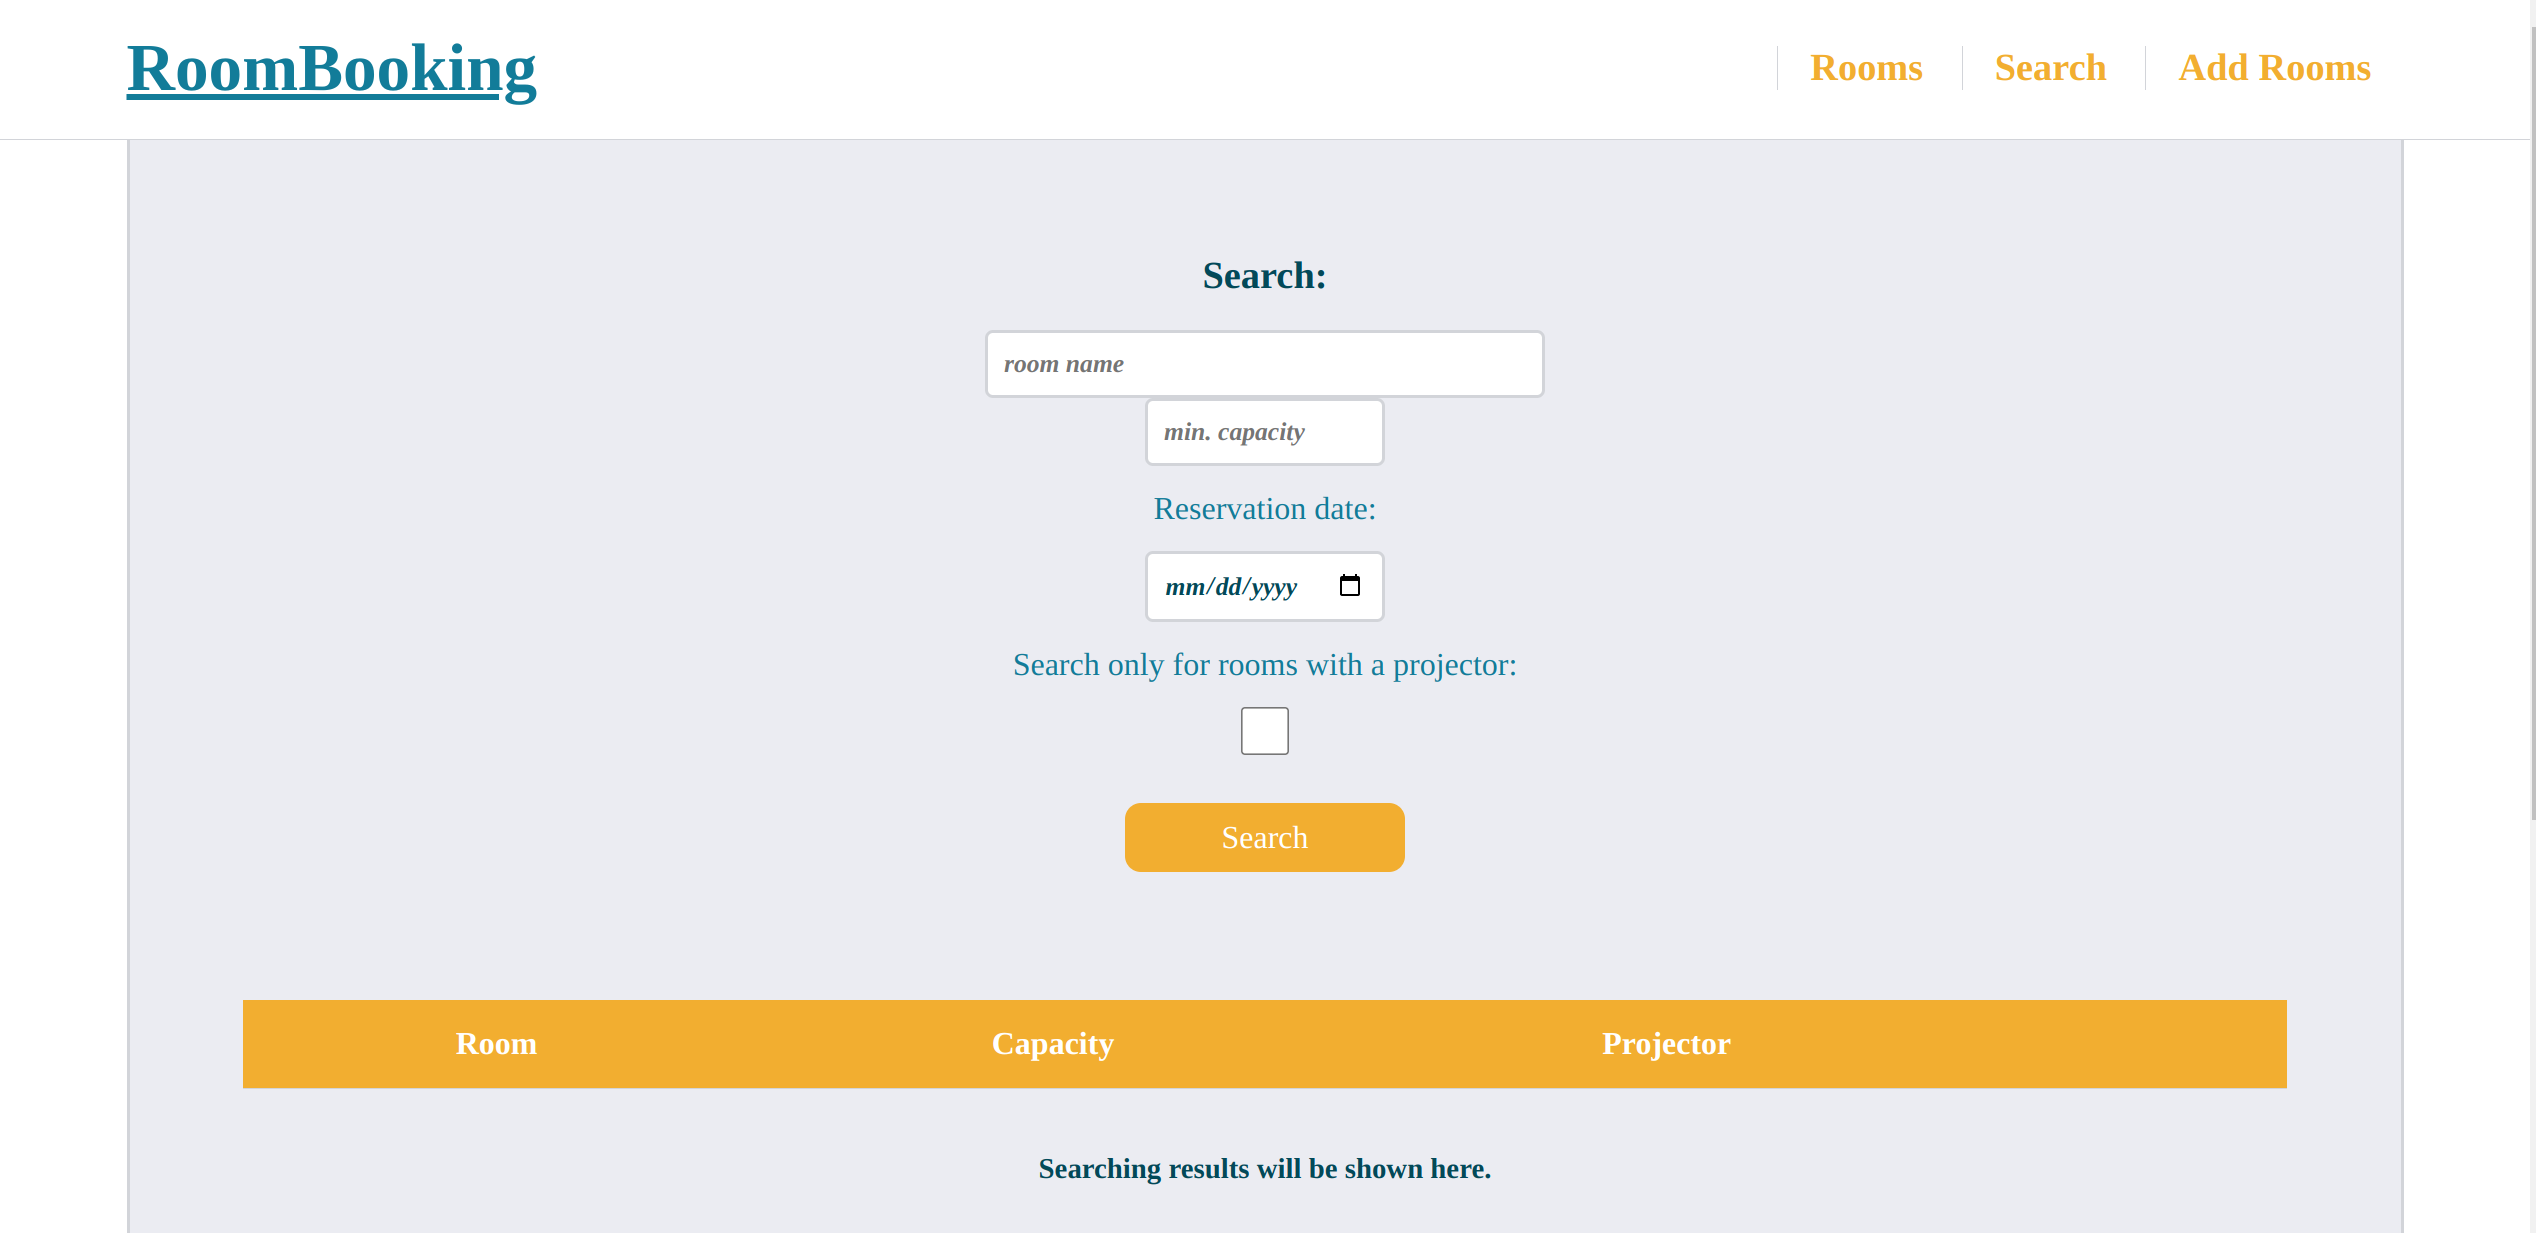 RoomBooking
Rooms Search Add Rooms
Search:
room name
min. capacity
Reservation date:
mm/dd/yyyy
Search only for rooms with a projector:
Search
Room Capacity Projector
Searching results will be shown here.